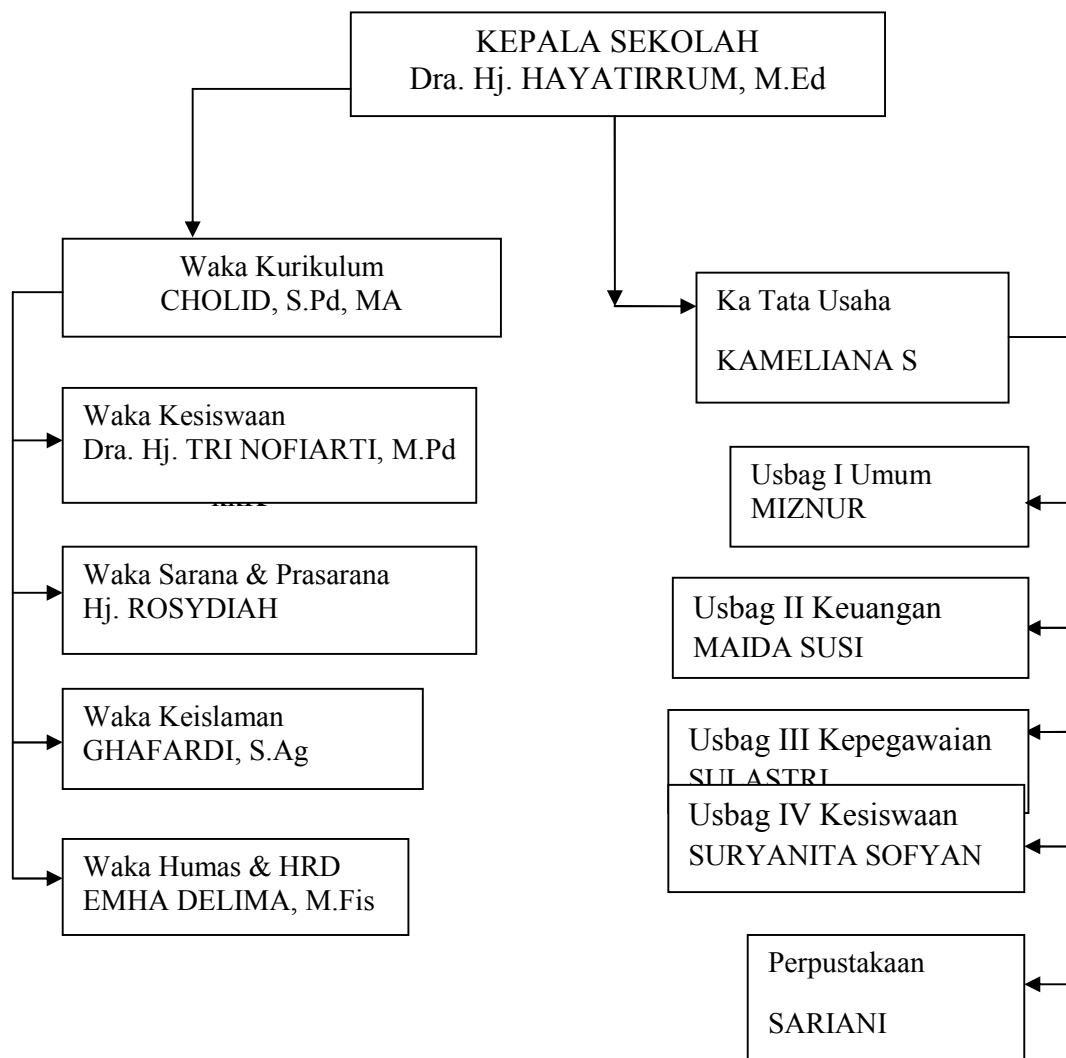 KEPALA SEKOLAH
Dra. Hj. HAYATIRRUM, M.Ed
Waka Kurikulum
CHOLID, S.Pd, MA
Ka Tata Usaha
KAMELIANA S
Waka Kesiswaan
Dra. Hj. TRI NOFIARTI, M.Pd
Usbag I Umum
MIZNUR
Waka Sarana & Prasarana
Hj. ROSYDIAH
Usbag II Keuangan
MAIDA SUSI
Waka Keislaman
GHAFARDI, S.Ag
Usbag III Kepegawaian
SULASTRI
Usbag IV Kesiswaan
SURYANITA SOFYAN
Waka Humas & HRD
EMHA DELIMA, M.Fis
Perpustakaan
SARIANI